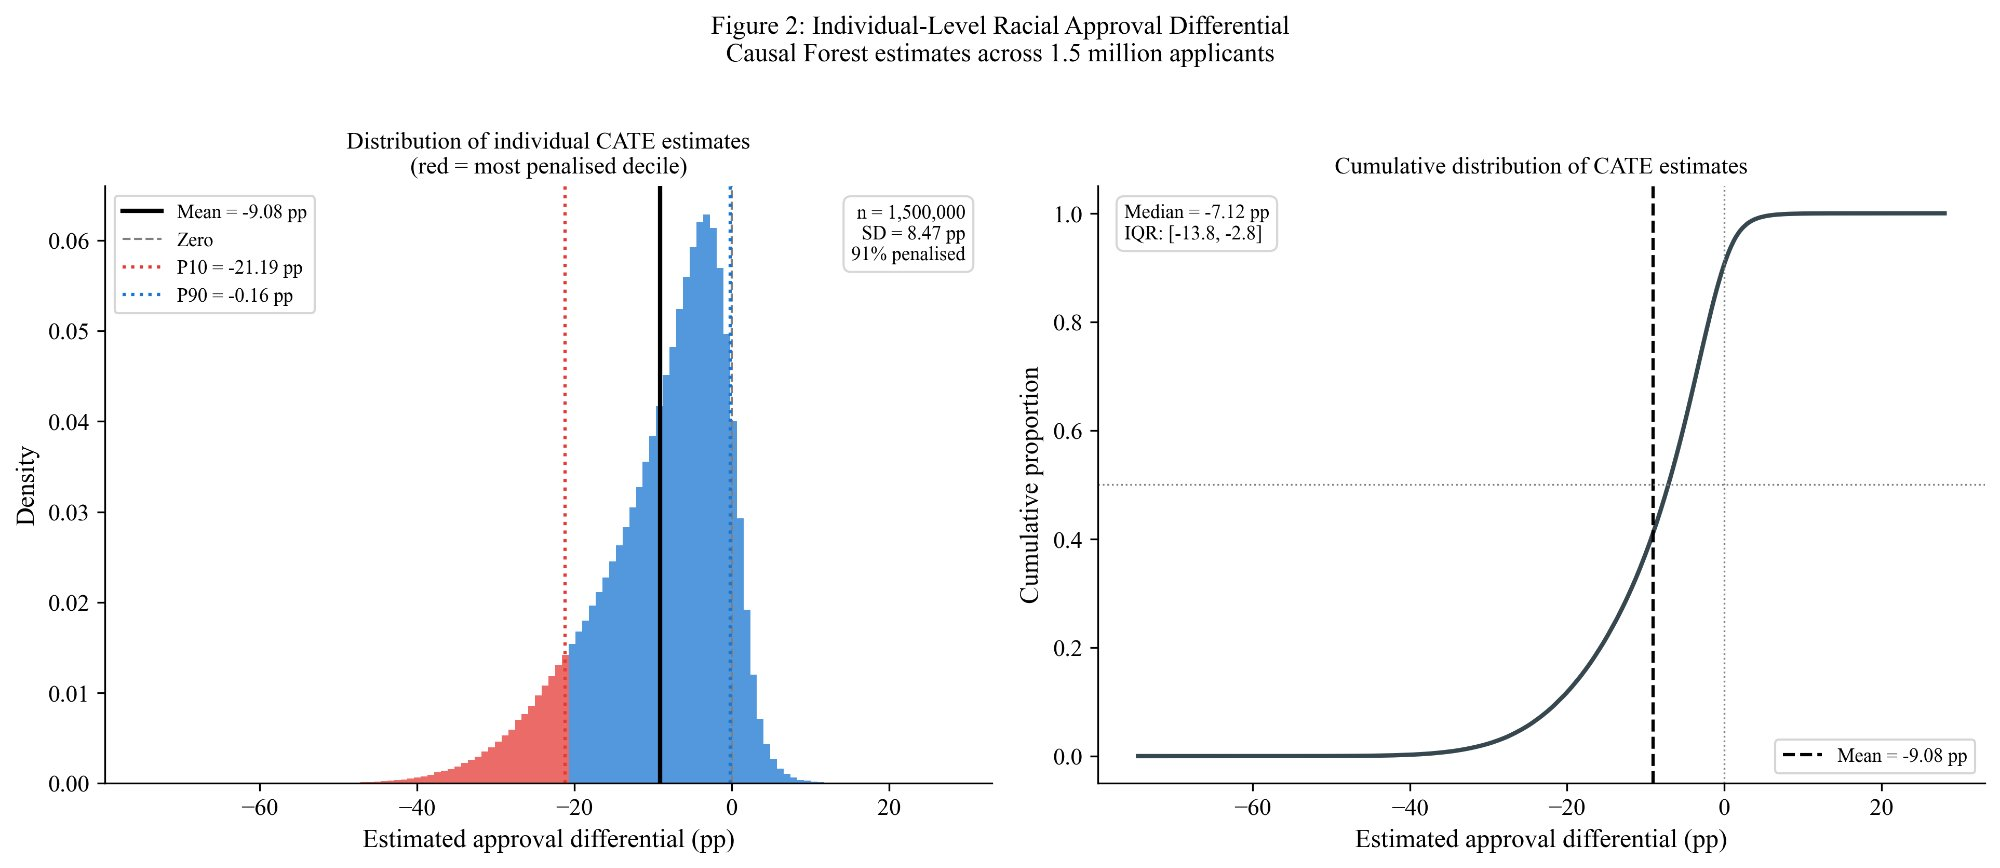 Figure 2: Individual-Level Racial Approval Differential
Causal Forest estimates across 1.5 million applicants
Distribution of individual CATE estimates
(red = most penalised decile)
Mean = -9.08 pp
Zero
P10 = -21.19 pp
P90 = -0.16 pp
n = 1,500,000
SD = 8.47 pp
91% penalised
Density
0.06
0.05
0.04
0.03
0.02
0.01
0.00
−60
−40
−20
0
20
Estimated approval differential (pp)
Cumulative distribution of CATE estimates
Median = -7.12 pp
IQR: [-13.8, -2.8]
Cumulative proportion
1.0
0.8
0.6
0.4
0.2
0.0
Mean = -9.08 pp
−60
−40
−20
0
20
Estimated approval differential (pp)